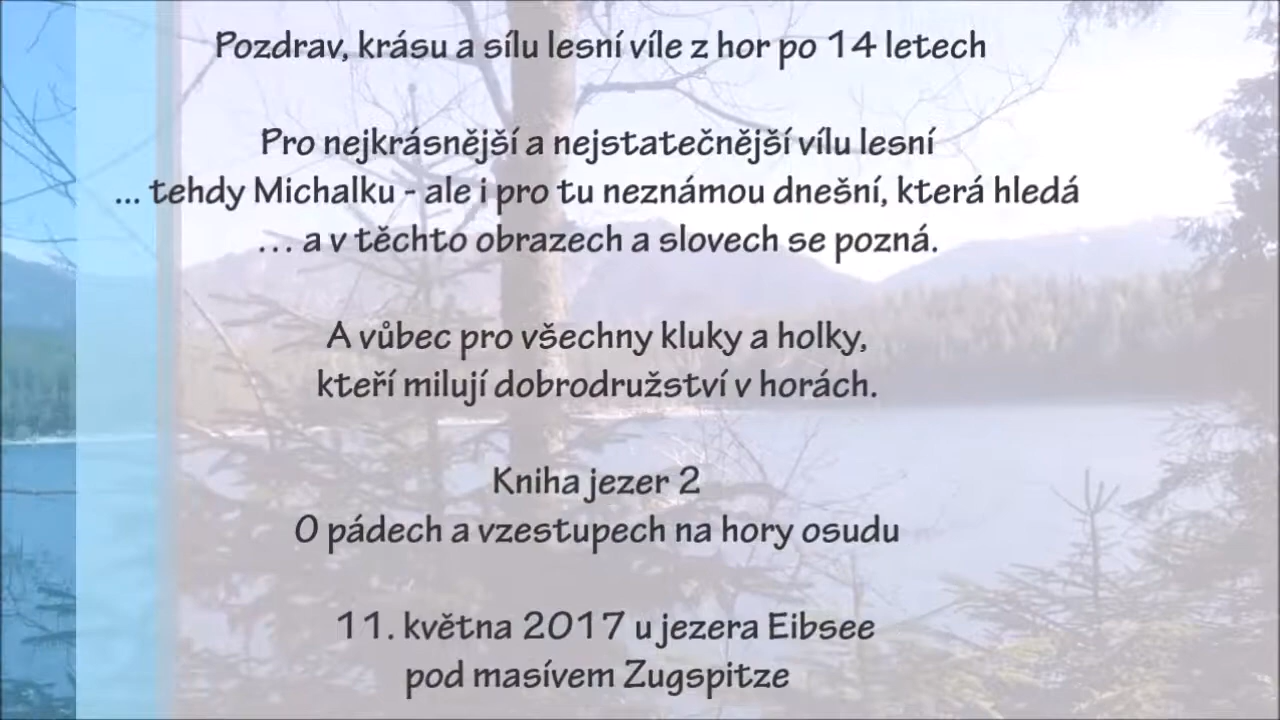 Pozdrav, krásu a sílu lesní víle z hor po 14 letech
Pro nejkrásnější a nejstatečnější vílu lesní
... tehdy Michalku - ale i pro tu neznámou dnešní, která hledá
... a v těchto obrazech a slovech se pozná.
A vůbec pro všechny kluky a holky,
kteří milují dobrodružství v horách.
Kniha jezer 2
O pádech a vzestupech na hory osudu
11. května 2017 u jezera Eibsee
pod masívem Zugspitze